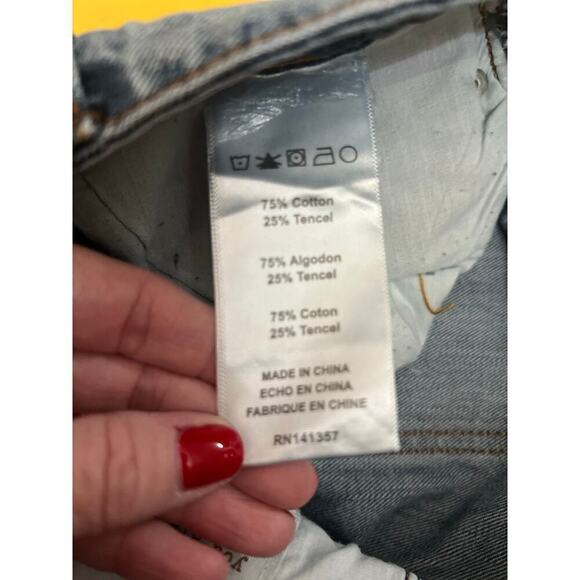 75% Cotton
25% Tencel
75% Algodon
25% Tencel
75% Coton
25% Tencel
MADE IN CHINA
ECHO EN CHINA
FABRIQUE EN CHINE
RN141357